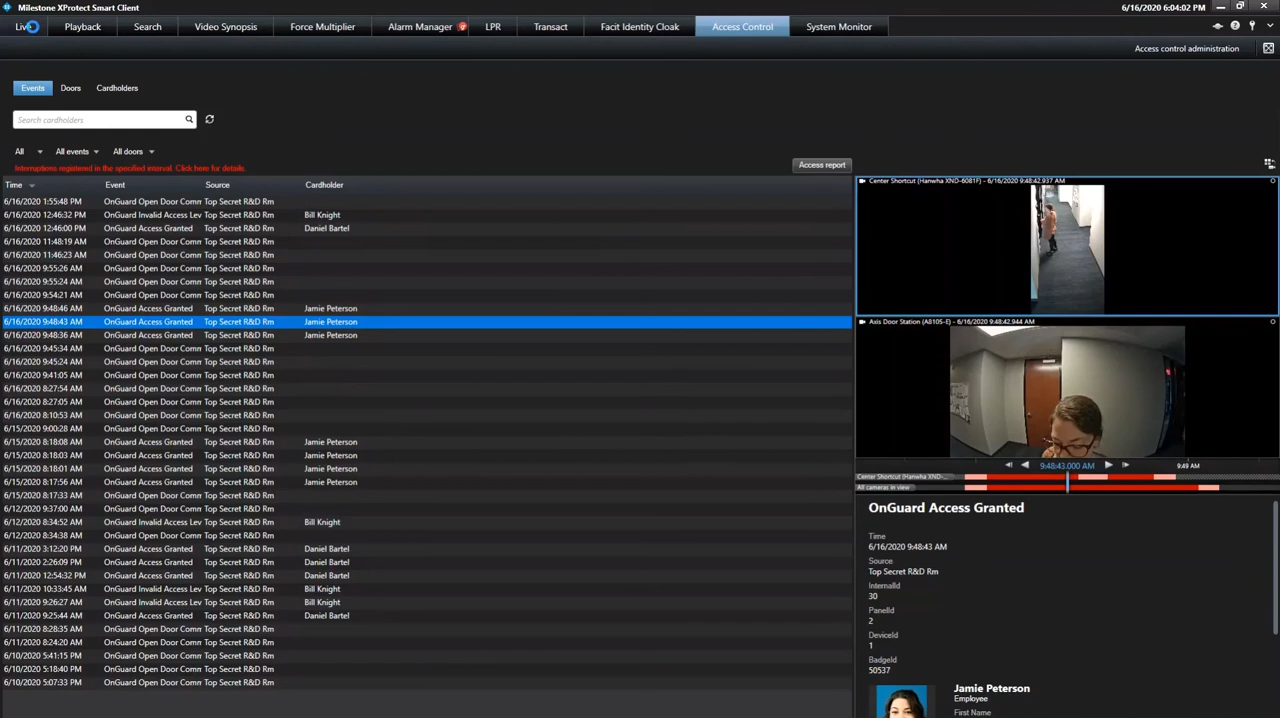 Milestone XProtect Smart Client
6/16/2020 6:04:02 PM
Live Playback Search Video Synopsis Force Multiplier Alarm Manager LPR Transact Facit Identity Cloak Access Control System Monitor
Access control administration
Events Doors Cardholders
Search cardholders
All All events All doors
Interruptions registered in the specified interval. Click here for details.
Access report
Time Event Source Cardholder
6/16/2020 1:55:48 PM OnGuard Open Door Comm Top Secret R&D Rm
6/16/2020 12:46:32 PM OnGuard Invalid Access Lev Top Secret R&D Rm Bill Knight
6/16/2020 12:46:00 PM OnGuard Access Granted Top Secret R&D Rm Daniel Bartel
6/16/2020 11:48:19 AM OnGuard Open Door Comm Top Secret R&D Rm
6/16/2020 11:46:23 AM OnGuard Open Door Comm Top Secret R&D Rm
6/16/2020 9:55:26 AM OnGuard Open Door Comm Top Secret R&D Rm
6/16/2020 9:55:24 AM OnGuard Open Door Comm Top Secret R&D Rm
6/16/2020 9:54:21 AM OnGuard Open Door Comm Top Secret R&D Rm
6/16/2020 9:48:46 AM OnGuard Access Granted Top Secret R&D Rm Jamie Peterson
6/16/2020 9:48:43 AM OnGuard Access Granted Top Secret R&D Rm Jamie Peterson
6/16/2020 9:48:36 AM OnGuard Access Granted Top Secret R&D Rm Jamie Peterson
6/16/2020 9:45:34 AM OnGuard Open Door Comm Top Secret R&D Rm
6/16/2020 9:45:24 AM OnGuard Open Door Comm Top Secret R&D Rm
6/16/2020 9:41:05 AM OnGuard Open Door Comm Top Secret R&D Rm
6/16/2020 8:27:54 AM OnGuard Open Door Comm Top Secret R&D Rm
6/16/2020 8:27:05 AM OnGuard Open Door Comm Top Secret R&D Rm
6/16/2020 8:10:53 AM OnGuard Open Door Comm Top Secret R&D Rm
6/15/2020 9:00:28 AM OnGuard Open Door Comm Top Secret R&D Rm
6/15/2020 8:18:08 AM OnGuard Access Granted Top Secret R&D Rm Jamie Peterson
6/15/2020 8:18:03 AM OnGuard Access Granted Top Secret R&D Rm Jamie Peterson
6/15/2020 8:18:01 AM OnGuard Access Granted Top Secret R&D Rm Jamie Peterson
6/15/2020 8:17:56 AM OnGuard Access Granted Top Secret R&D Rm Jamie Peterson
6/15/2020 8:17:33 AM OnGuard Open Door Comm Top Secret R&D Rm
6/12/2020 9:37:00 AM OnGuard Open Door Comm Top Secret R&D Rm
6/12/2020 8:34:52 AM OnGuard Invalid Access Lev Top Secret R&D Rm Bill Knight
6/12/2020 8:34:38 AM OnGuard Open Door Comm Top Secret R&D Rm
6/11/2020 3:12:20 PM OnGuard Access Granted Top Secret R&D Rm Daniel Bartel
6/11/2020 2:26:09 PM OnGuard Access Granted Top Secret R&D Rm Daniel Bartel
6/11/2020 12:54:32 PM OnGuard Access Granted Top Secret R&D Rm Daniel Bartel
6/11/2020 10:33:45 AM OnGuard Invalid Access Lev Top Secret R&D Rm Bill Knight
6/11/2020 9:26:27 AM OnGuard Invalid Access Lev Top Secret R&D Rm Bill Knight
6/11/2020 9:25:44 AM OnGuard Access Granted Top Secret R&D Rm Daniel Bartel
6/11/2020 8:28:35 AM OnGuard Open Door Comm Top Secret R&D Rm
6/11/2020 8:24:20 AM OnGuard Open Door Comm Top Secret R&D Rm
6/10/2020 5:41:15 PM OnGuard Open Door Comm Top Secret R&D Rm
6/10/2020 5:18:40 PM OnGuard Open Door Comm Top Secret R&D Rm
6/10/2020 5:07:33 PM OnGuard Open Door Comm Top Secret R&D Rm
Center Shortcut (Hanwha XND-6081F) - 6/16/2020 9:48:42.937 AM
Axis Door Station (A8105-E) - 6/16/2020 9:48:42.944 AM
9:48:43.000 AM 9:49 AM
Center Shortcut (Hanwha XND-...
All cameras in view
OnGuard Access Granted
Time
6/16/2020 9:48:43 AM
Source
Top Secret R&D Rm
InternalId
30
PanelId
2
DeviceId
1
BadgeId
50537
Jamie Peterson
Employee
First Name